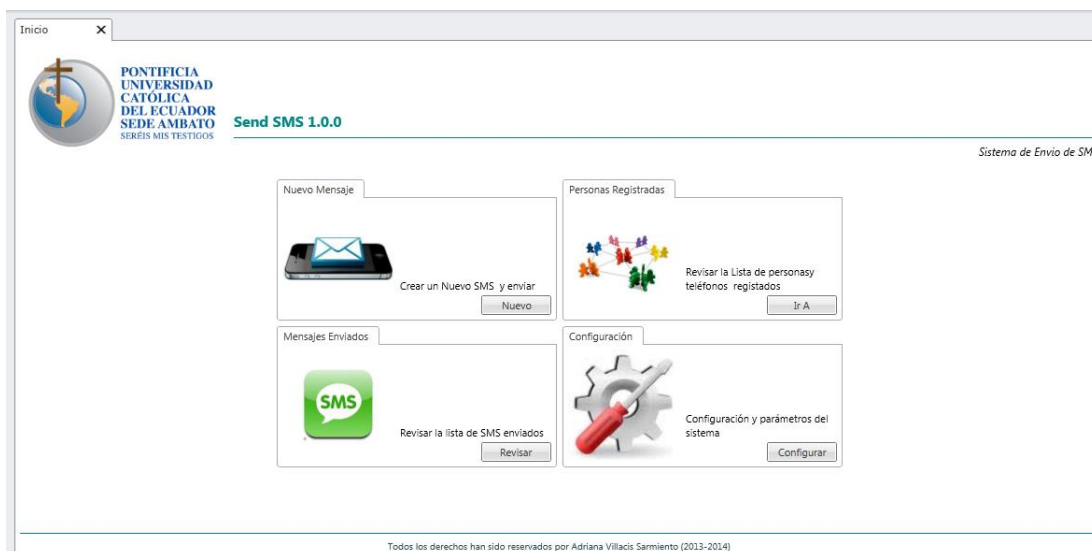 Inicio X
PONTIFICIA
UNIVERSIDAD
CATÓLICA
DEL ECUADOR
SEDE AMBATO
SERÉIS MIS TESTIGOS
Send SMS 1.0.0
Sistema de Envio de SM
Nuevo Mensaje
Crear un Nuevo SMS y enviar
Nuevo
Personas Registradas
Revisar la Lista de personasy
teléfonos registados
Ir A
Mensajes Enviados
SMS
Revisar la lista de SMS enviados
Revisar
Configuración
Configuración y parámetros del
sistema
Configurar
Todos los derechos han sido reservados por Adriana Villacis Sarmiento (2013-2014)